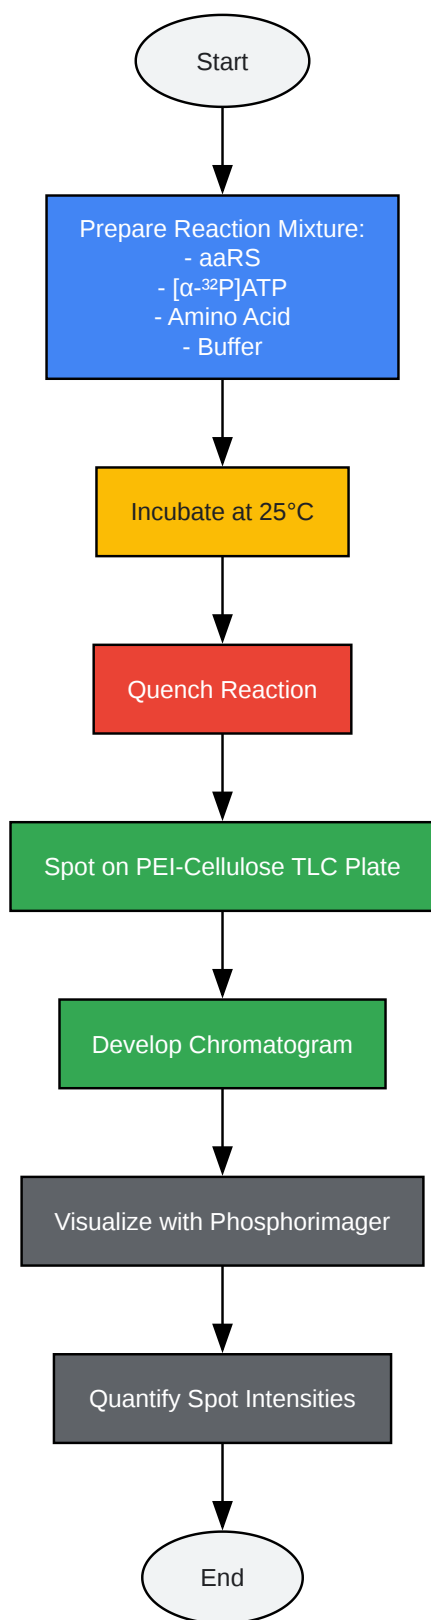 Start
Prepare Reaction Mixture:
- aaRS
- [α-³²P]ATP
- Amino Acid
- Buffer
Incubate at 25°C
Quench Reaction
Spot on PEI-Cellulose TLC Plate
Develop Chromatogram
Visualize with Phosphorimager
Quantify Spot Intensities
End